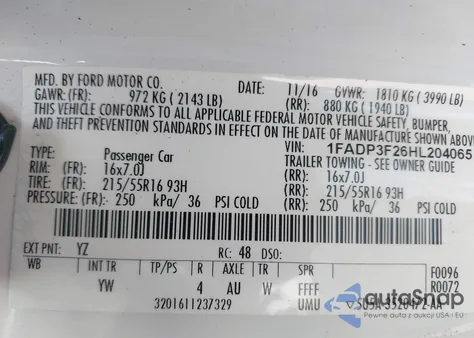 MFD. BY FORD MOTOR CO. DATE: 11/16 GVWR: 1810 KG ( 3990 LB)
GAWR: (FR): 972 KG ( 2143 LB) (RR): 880 KG ( 1940 LB)
THIS VEHICLE CONFORMS TO ALL APPLICABLE FEDERAL MOTOR VEHICLE SAFETY, BUMPER,
AND THEFT PREVENTION STANDARDS IN EFFECT ON THE DATE OF MANUFACTURE SHOWN ABOVE
VIN: 1FADP3F26HL204065
TYPE: Passenger Car TRAILER TOWING - SEE OWNER GUIDE
RIM: (FR): 16x7.0J (RR): 16x7.0J
TIRE: (FR): 215/55R16 93H (RR): 215/55R16 93H
PRESSURE: (FR): 250 kPa/ 36 PSI COLD (RR): 250 kPa/ 36 PSI COLD
EXT PNT: YZ RC: 48 DSO:
WB INT TR TP/PS R AXLE TR SPR F0096
YW 4 AU W FFFF R0072
3201611237329 UMU
autoSnap
Pewne auta z USA i EU